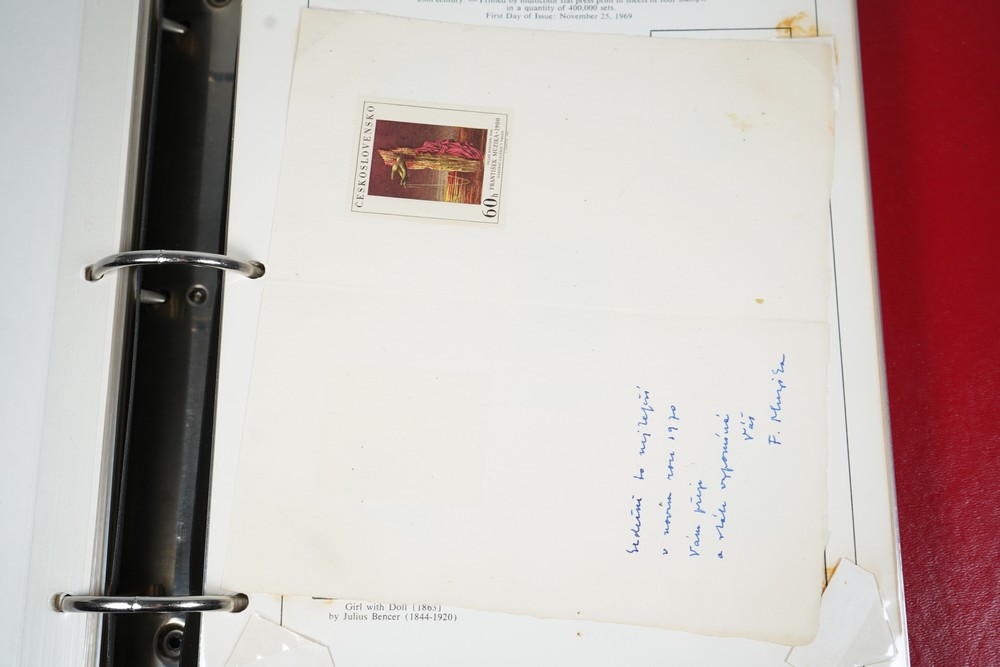 20th century. — Printed by multicolor flat press print in sheets of four stamps
in a quantity of 400,000 sets.
First Day of Issue: November 25, 1969
ČESKOSLOVENSKO
FRANTIŠEK MUZIKA-1969
60h
Srdečně to nejlepší
v novém roce 1970
Vám přeje
a stále vzpomíná
Váš
F. Muzika
Girl with Doll (1863)
by Julius Bencer (1844-1920)